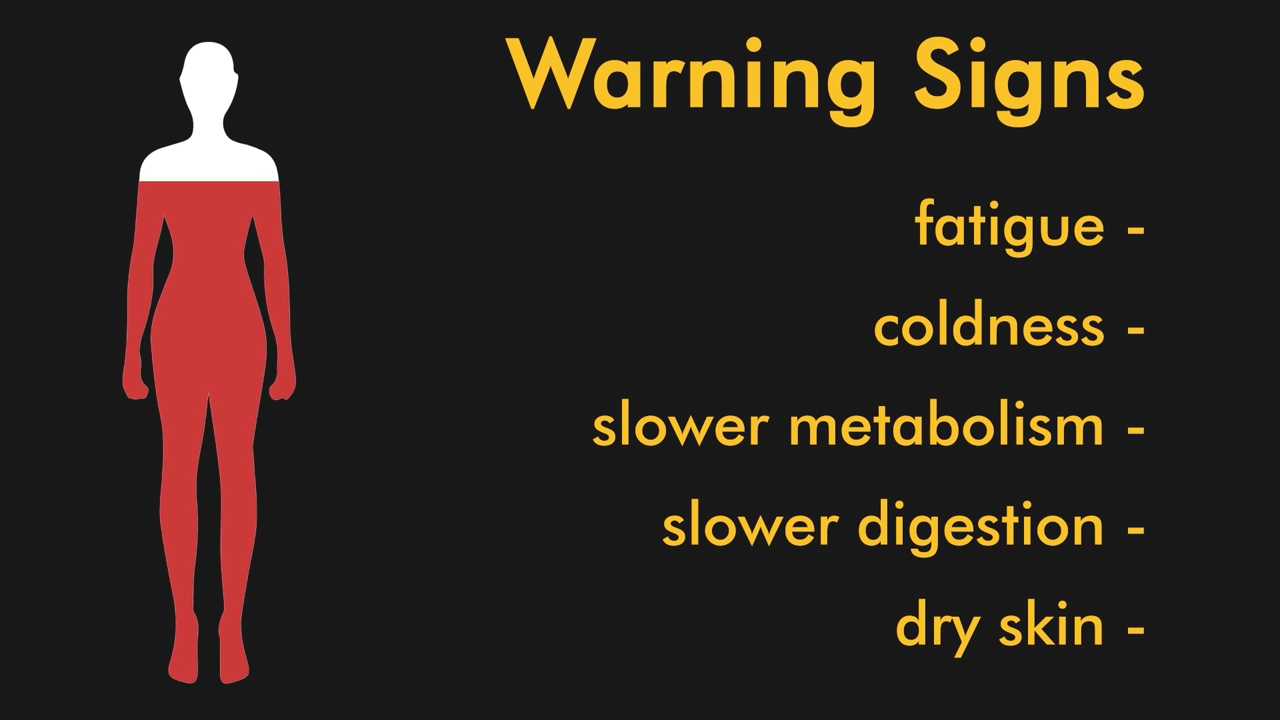 Warning Signs
fatigue -
coldness -
slower metabolism -
slower digestion -
dry skin -